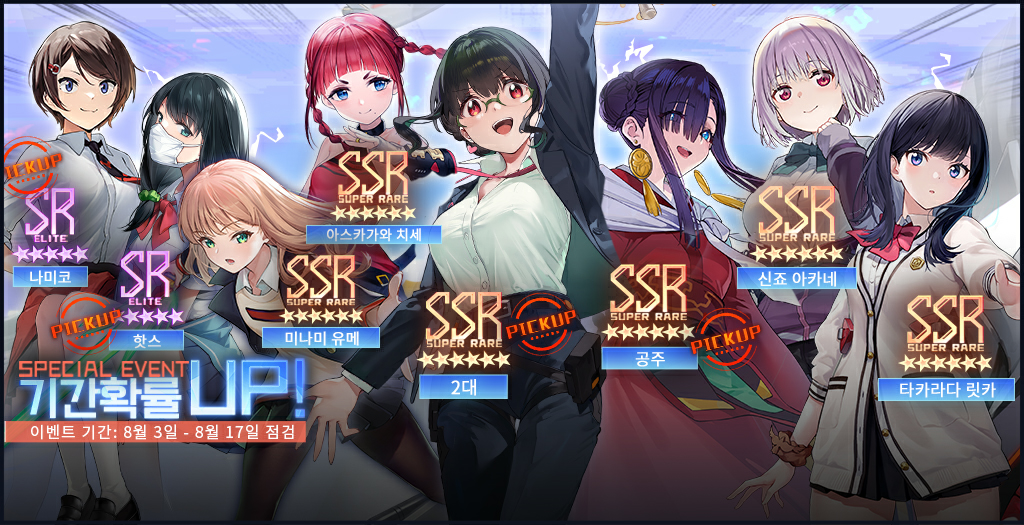 PICKUP
SR
ELITE
나미코
SR
ELITE
핫스
PICKUP
SSR
SUPER RARE
아스카가와 치세
SSR
SUPER RARE
미나미 유메
SSR
SUPER RARE
2대
PICKUP
SSR
SUPER RARE
공주
PICKUP
SSR
SUPER RARE
신죠 아카네
SSR
SUPER RARE
타카라다 릿카
SPECIAL EVENT
기간확률 UP!
이벤트 기간: 8월 3일 - 8월 17일 점검